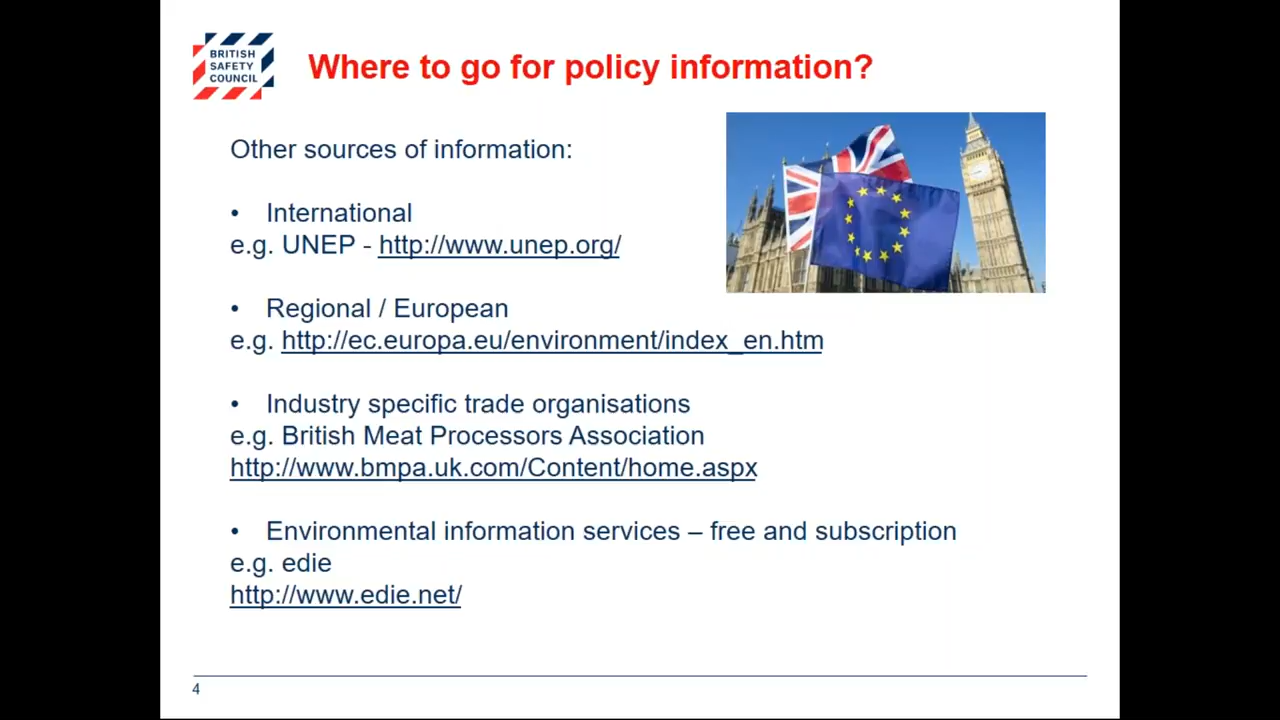 BRITISH
SAFETY
COUNCIL
Where to go for policy information?
Other sources of information:
• International
e.g. UNEP - http://www.unep.org/
• Regional / European
e.g. http://ec.europa.eu/environment/index_en.htm
• Industry specific trade organisations
e.g. British Meat Processors Association
http://www.bmpa.uk.com/Content/home.aspx
• Environmental information services – free and subscription
e.g. edie
http://www.edie.net/
4